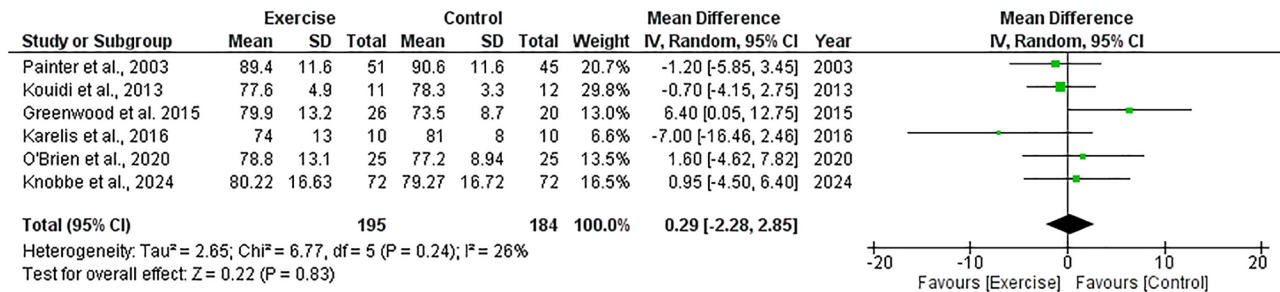 Exercise Control Mean Difference Mean Difference
Study or Subgroup Mean SD Total Mean SD Total Weight IV, Random, 95% CI Year IV, Random, 95% CI
Painter et al., 2003 89.4 11.6 51 90.6 11.6 45 20.7% -1.20 [-5.85, 3.45] 2003
Kouidi et al., 2013 77.6 4.9 11 78.3 3.3 12 29.8% -0.70 [-4.15, 2.75] 2013
Greenwood et al. 2015 79.9 13.2 26 73.5 8.7 20 13.0% 6.40 [0.05, 12.75] 2015
Karelis et al., 2016 74 13 10 81 8 10 6.6% -7.00 [-16.46, 2.46] 2016
O'Brien et al., 2020 78.8 13.1 25 77.2 8.94 25 13.5% 1.60 [-4.62, 7.82] 2020
Knobbe et al., 2024 80.22 16.63 72 79.27 16.72 72 16.5% 0.95 [-4.50, 6.40] 2024
Total (95% CI) 195 184 100.0% 0.29 [-2.28, 2.85]
Heterogeneity: Tau² = 2.65; Chi² = 6.77, df = 5 (P = 0.24); I² = 26%
Test for overall effect: Z = 0.22 (P = 0.83)
-20 -10 0 10 20
Favours [Exercise] Favours [Control]